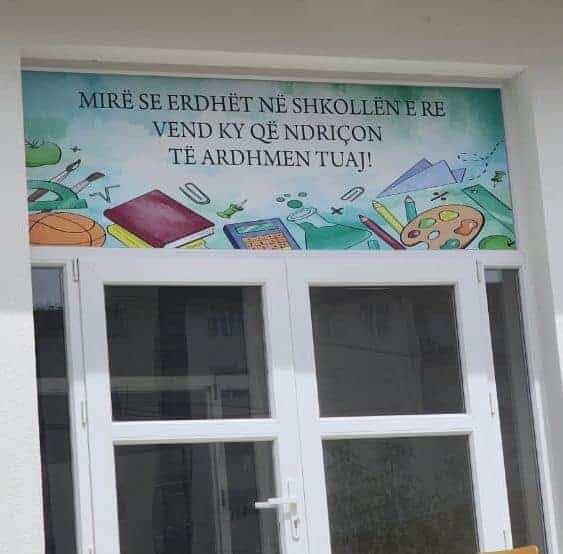 MIRË SE ERDHËT NË SHKOLLËN E RE
VEND KY QË NDRIÇON
TË ARDHMEN TUAJ!